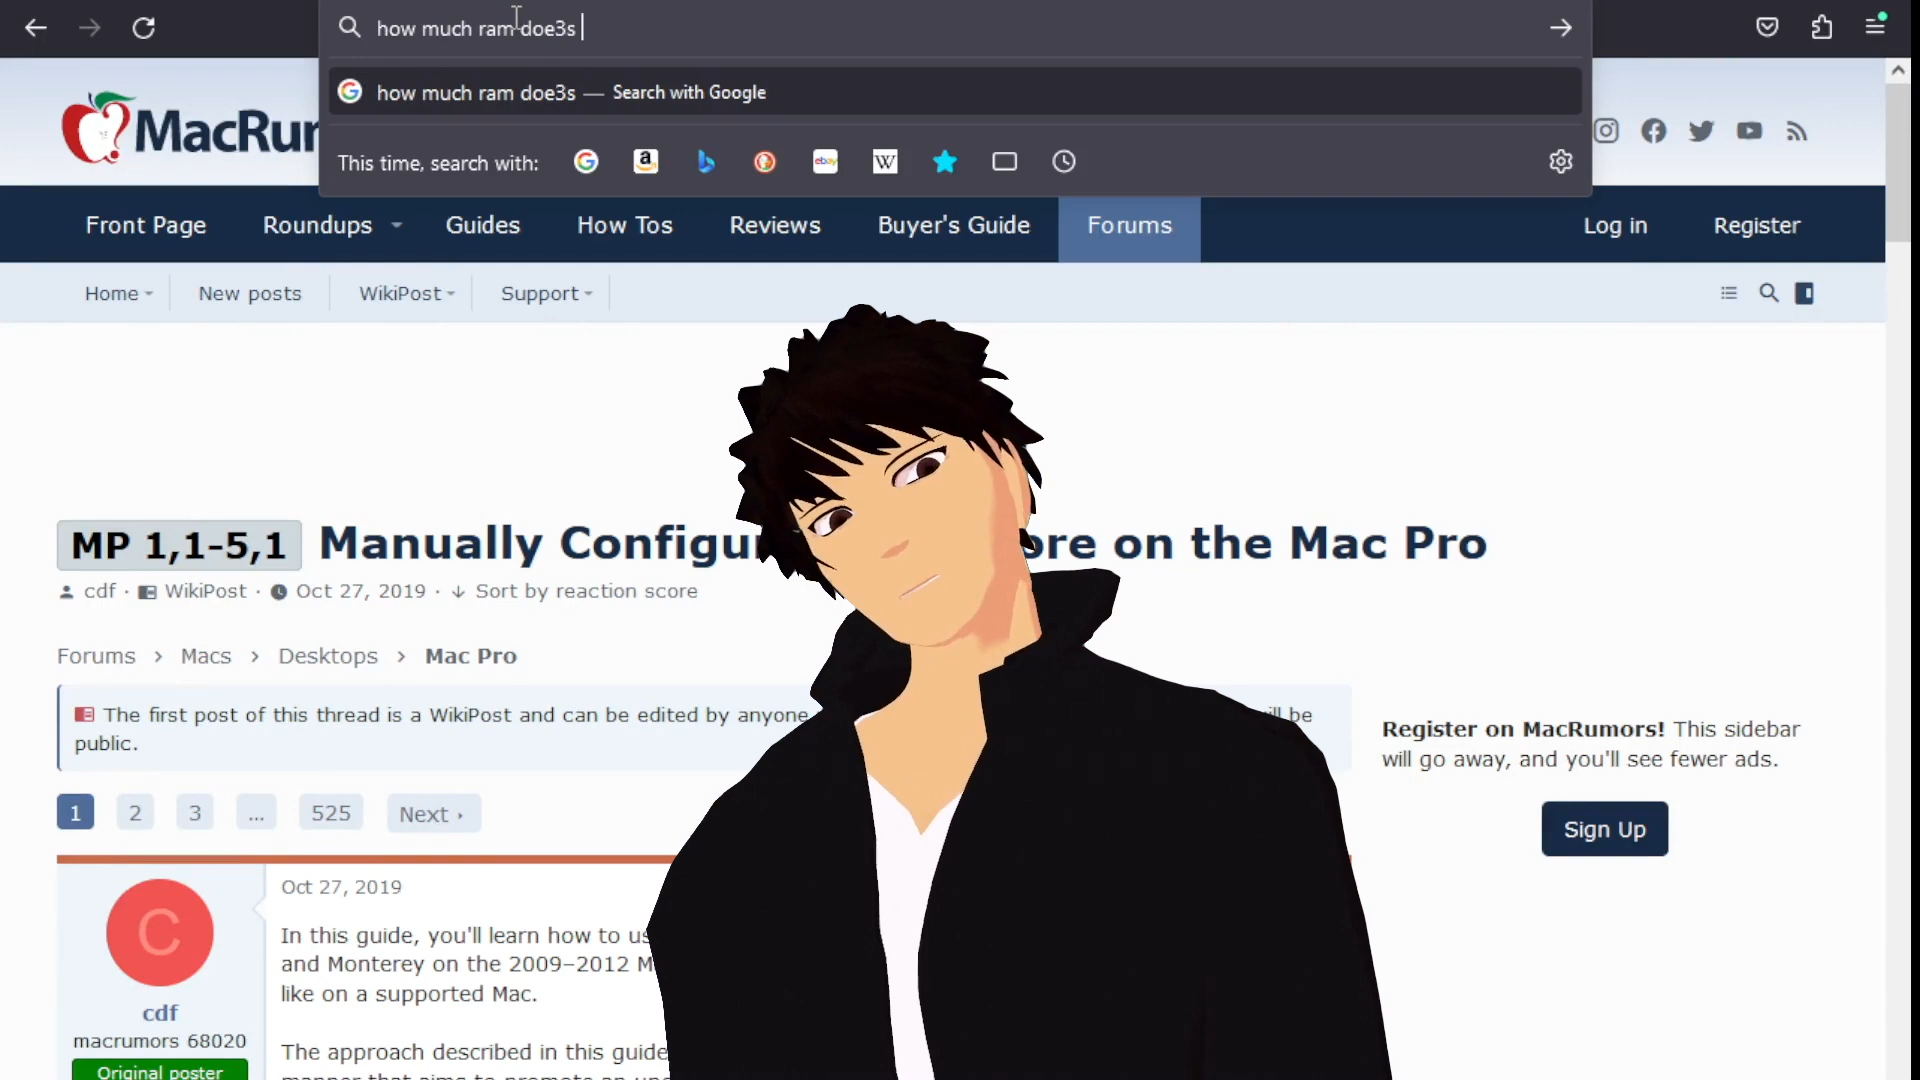 how much ram doe3s
how much ram doe3s — Search with Google
This time, search with:
MacRu
Front Page Roundups Guides How Tos Reviews Buyer's Guide Forums Log in Register
Home New posts WikiPost Support
MP 1,1-5,1 Manually Configu ore on the Mac Pro
cdf · WikiPost · Oct 27, 2019 · Sort by reaction score
Forums > Macs > Desktops > Mac Pro
The first post of this thread is a WikiPost and can be edited by anyone be
public.
Register on MacRumors! This sidebar
will go away, and you'll see fewer ads.
1 2 3 ... 525 Next ›
Sign Up
C
cdf
macrumors 68020
Original poster
Oct 27, 2019
In this guide, you'll learn how to us
and Monterey on the 2009–2012 M
like on a supported Mac.
The approach described in this guide